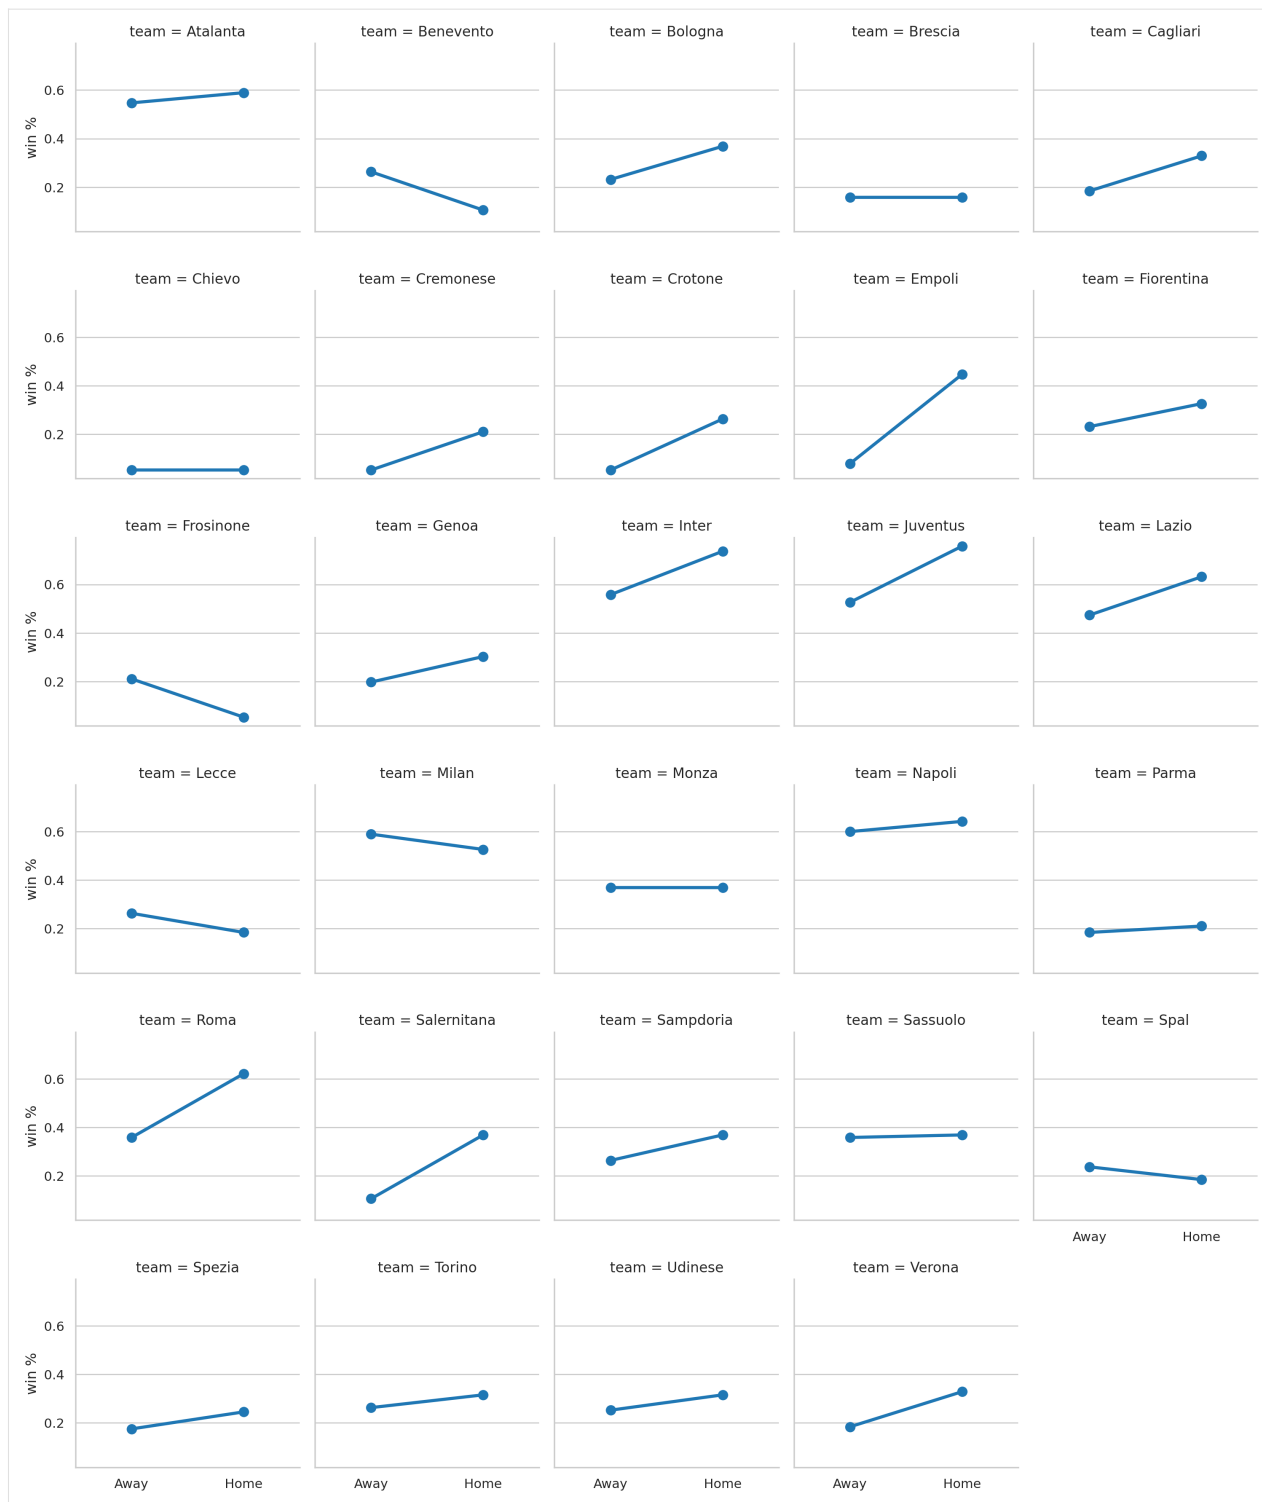 team = Atalanta
team = Benevento
team = Bologna
team = Brescia
team = Cagliari
win %
0.6
0.4
0.2
team = Chievo
team = Cremonese
team = Crotone
team = Empoli
team = Fiorentina
win %
0.6
0.4
0.2
team = Frosinone
team = Genoa
team = Inter
team = Juventus
team = Lazio
win %
0.6
0.4
0.2
team = Lecce
team = Milan
team = Monza
team = Napoli
team = Parma
win %
0.6
0.4
0.2
team = Roma
team = Salernitana
team = Sampdoria
team = Sassuolo
team = Spal
win %
0.6
0.4
0.2
Away
Home
team = Spezia
team = Torino
team = Udinese
team = Verona
win %
0.6
0.4
0.2
Away
Home
Away
Home
Away
Home
Away
Home